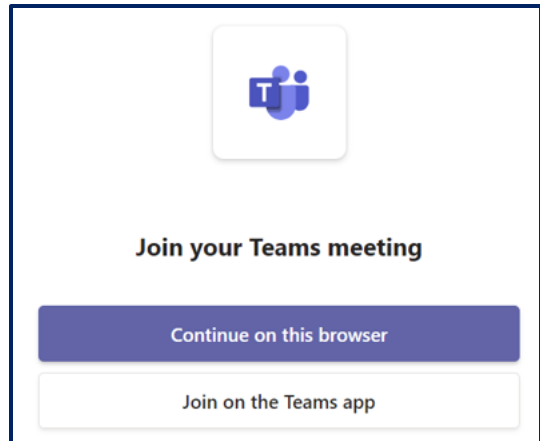 T
Join your Teams meeting
Continue on this browser
Join on the Teams app